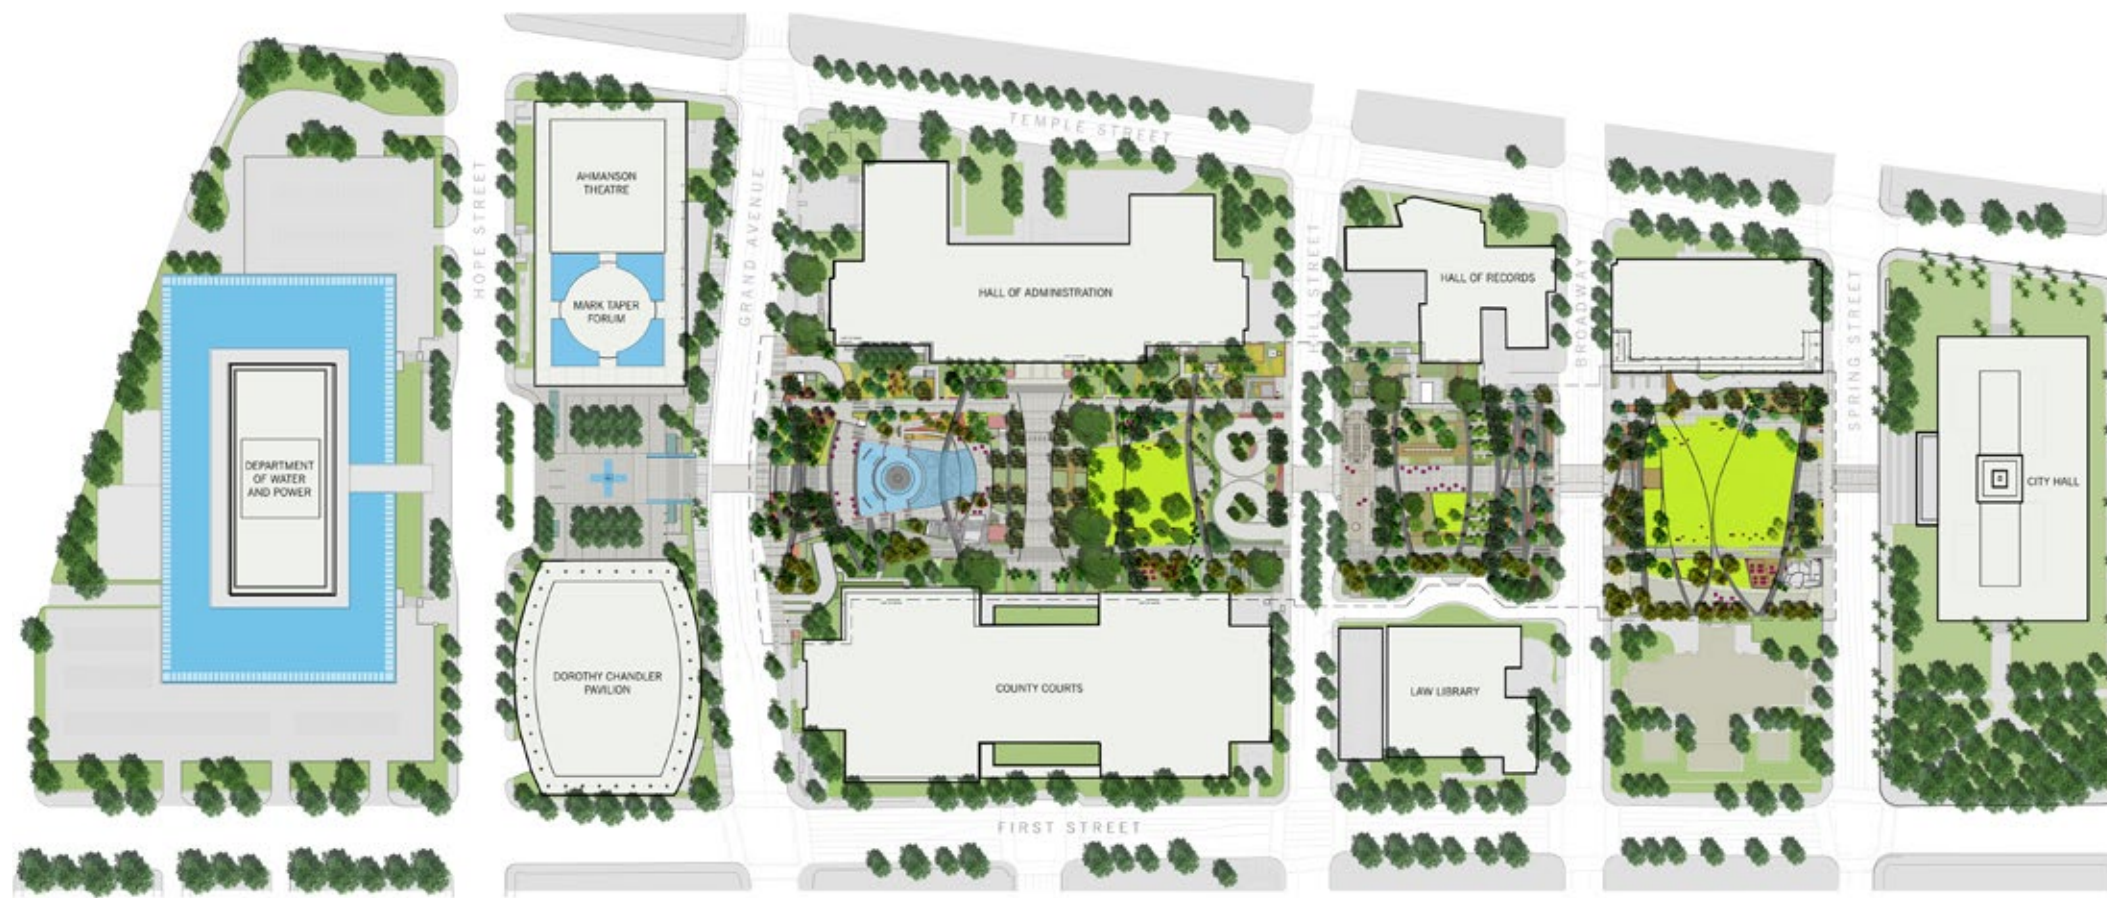 TEMPLE STREET
HOPE STREET
AHMANSON
THEATRE
GRAND AVENUE
MARK TAPER
FORUM
HALL OF ADMINISTRATION
HILL STREET
HALL OF RECORDS
BROADWAY
SPRING STREET
DEPARTMENT
OF WATER
AND POWER
CITY HALL
DOROTHY CHANDLER
PAVILION
COUNTY COURTS
LAW LIBRARY
FIRST STREET